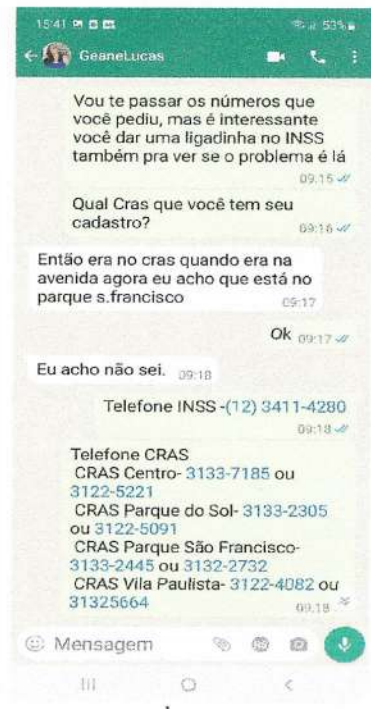 15:41
53%
GeaneLucas
Vou te passar os números que
você pediu, mas é interessante
você dar uma ligadinha no INSS
também pra ver se o problema é lá
09:15
Qual Cras que você tem seu
cadastro?
09:16
Então era no cras quando era na
avenida agora eu acho que está no
parque s.francisco
09:17
Ok 09:17
Eu acho não sei. 09:18
Telefone INSS -(12) 3411-4280
09:18
Telefone CRAS
CRAS Centro- 3133-7185 ou
3122-5221
CRAS Parque do Sol- 3133-2305
ou 3122-5091
CRAS Parque São Francisco-
3133-2445 ou 3132-2732
CRAS Vila Paulista- 3122-4082 ou
31325664
09:18
Mensagem